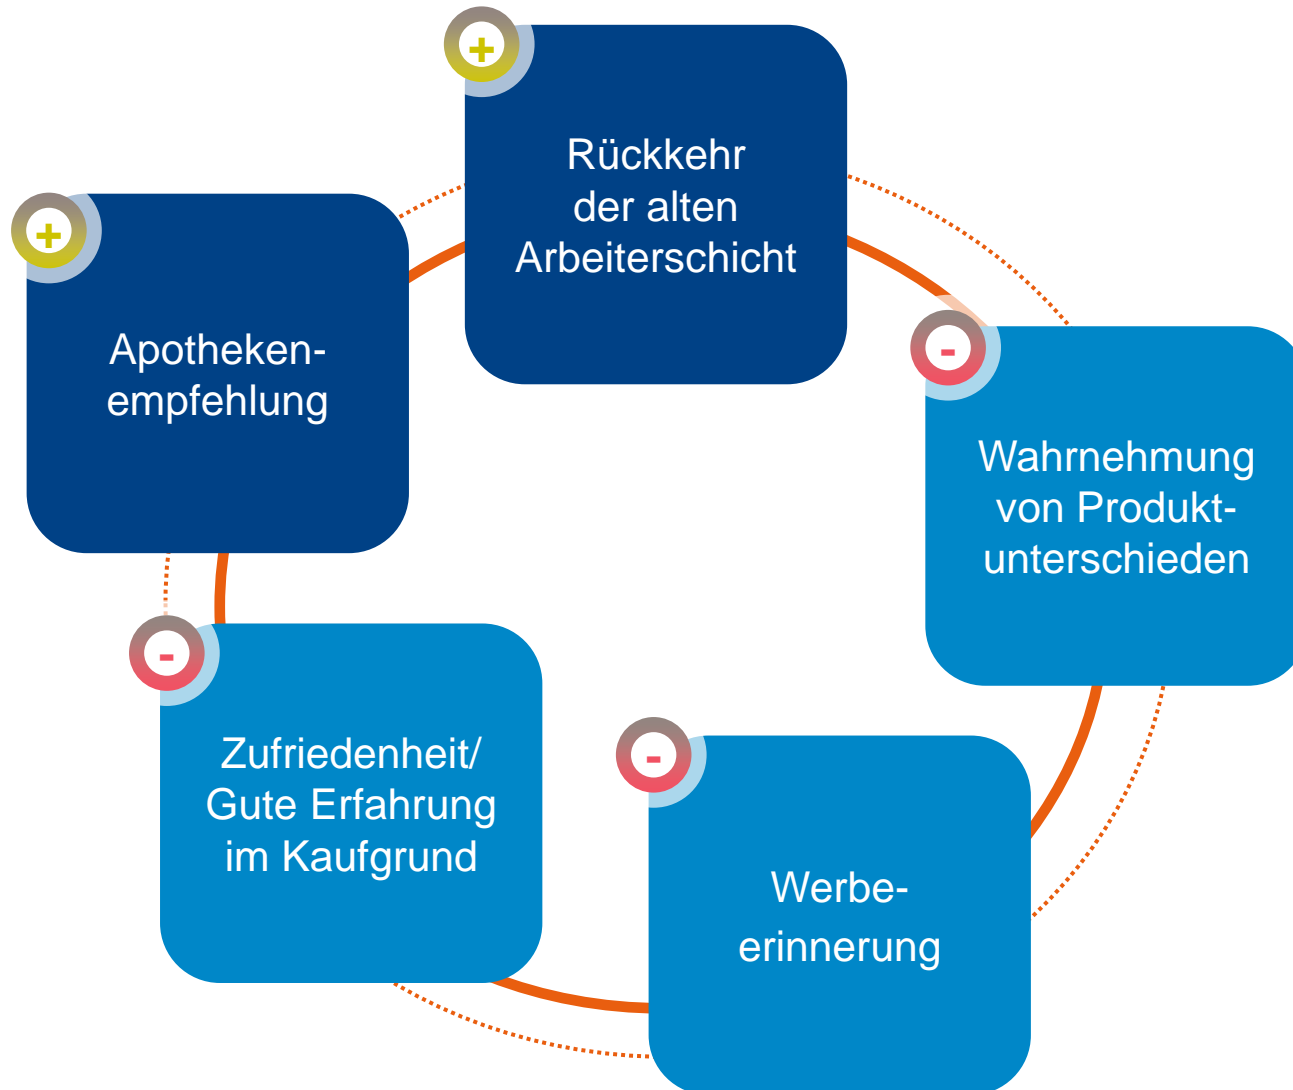 +
Rückkehr
der alten
Arbeiterschicht
+
Apotheken-
empfehlung
-
Wahrnehmung
von Produkt-
unterschieden
-
Zufriedenheit/
Gute Erfahrung
im Kaufgrund
-
Werbe-
erinnerung